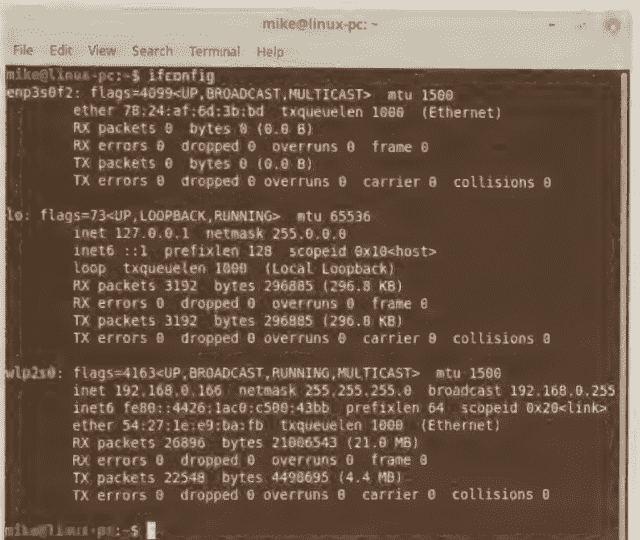 mike@linux-pc: ~
File Edit View Search Terminal Help
mike@linux-pc:~$ ifconfig
enp3s0f2: flags=4099<UP,BROADCAST,MULTICAST> mtu 1500
ether 78:24:af:6d:3b:bd txqueuelen 1000 (Ethernet)
RX packets 0 bytes 0 (0.0 B)
RX errors 0 dropped 0 overruns 0 frame 0
TX packets 0 bytes 0 (0.0 B)
TX errors 0 dropped 0 overruns 0 carrier 0 collisions 0
lo: flags=73<UP,LOOPBACK,RUNNING> mtu 65536
inet 127.0.0.1 netmask 255.0.0.0
inet6 ::1 prefixlen 128 scopeid 0x10<host>
loop txqueuelen 1000 (Local Loopback)
RX packets 3192 bytes 296885 (296.8 KB)
RX errors 0 dropped 0 overruns 0 frame 0
TX packets 3192 bytes 296885 (296.8 KB)
TX errors 0 dropped 0 overruns 0 carrier 0 collisions 0
wlp2s0: flags=4163<UP,BROADCAST,RUNNING,MULTICAST> mtu 1500
inet 192.168.0.166 netmask 255.255.255.0 broadcast 192.168.0.255
inet6 fe80::4426:1ac0:c500:43bb prefixlen 64 scopeid 0x20<link>
ether 54:27:1e:e9:ba:fb txqueuelen 1000 (Ethernet)
RX packets 26896 bytes 21006543 (21.0 MB)
RX errors 0 dropped 0 overruns 0 frame 0
TX packets 22548 bytes 4498695 (4.4 MB)
TX errors 0 dropped 0 overruns 0 carrier 0 collisions 0
mike@linux-pc:~$